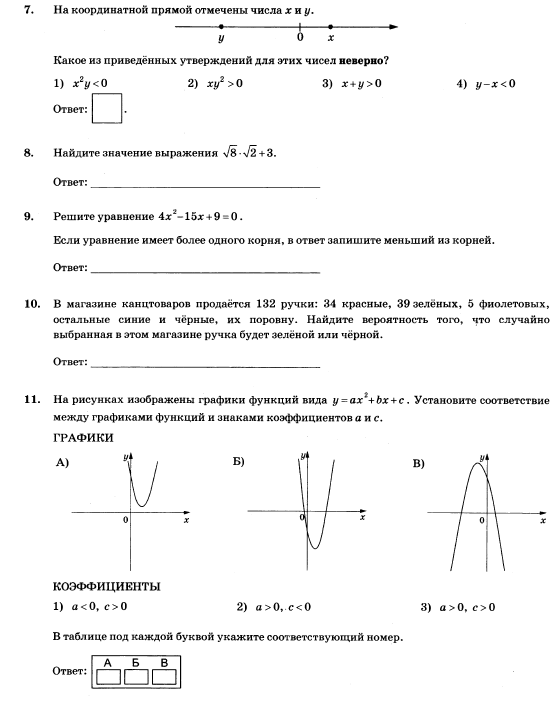 7. На координатной прямой отмечены числа x и y.
y 0 x
Какое из приведённых утверждений для этих чисел неверно?
1) x²y<0 2) xy²>0 3) x+y>0 4) y−x<0
Ответ: .
8. Найдите значение выражения √8·√2+3.
Ответ:
9. Решите уравнение 4x²−15x+9=0.
Если уравнение имеет более одного корня, в ответ запишите меньший из корней.
Ответ:
10. В магазине канцтоваров продаётся 132 ручки: 34 красные, 39 зелёных, 5 фиолетовых,
остальные синие и чёрные, их поровну. Найдите вероятность того, что случайно
выбранная в этом магазине ручка будет зелёной или чёрной.
Ответ:
11. На рисунках изображены графики функций вида y=ax²+bx+c. Установите соответствие
между графиками функций и знаками коэффициентов a и c.
ГРАФИКИ
А) y 0 x Б) y 0 x В) y 0 x
КОЭФФИЦИЕНТЫ
1) a<0, c>0 2) a>0, c<0 3) a>0, c>0
В таблице под каждой буквой укажите соответствующий номер.
А Б В
Ответ: